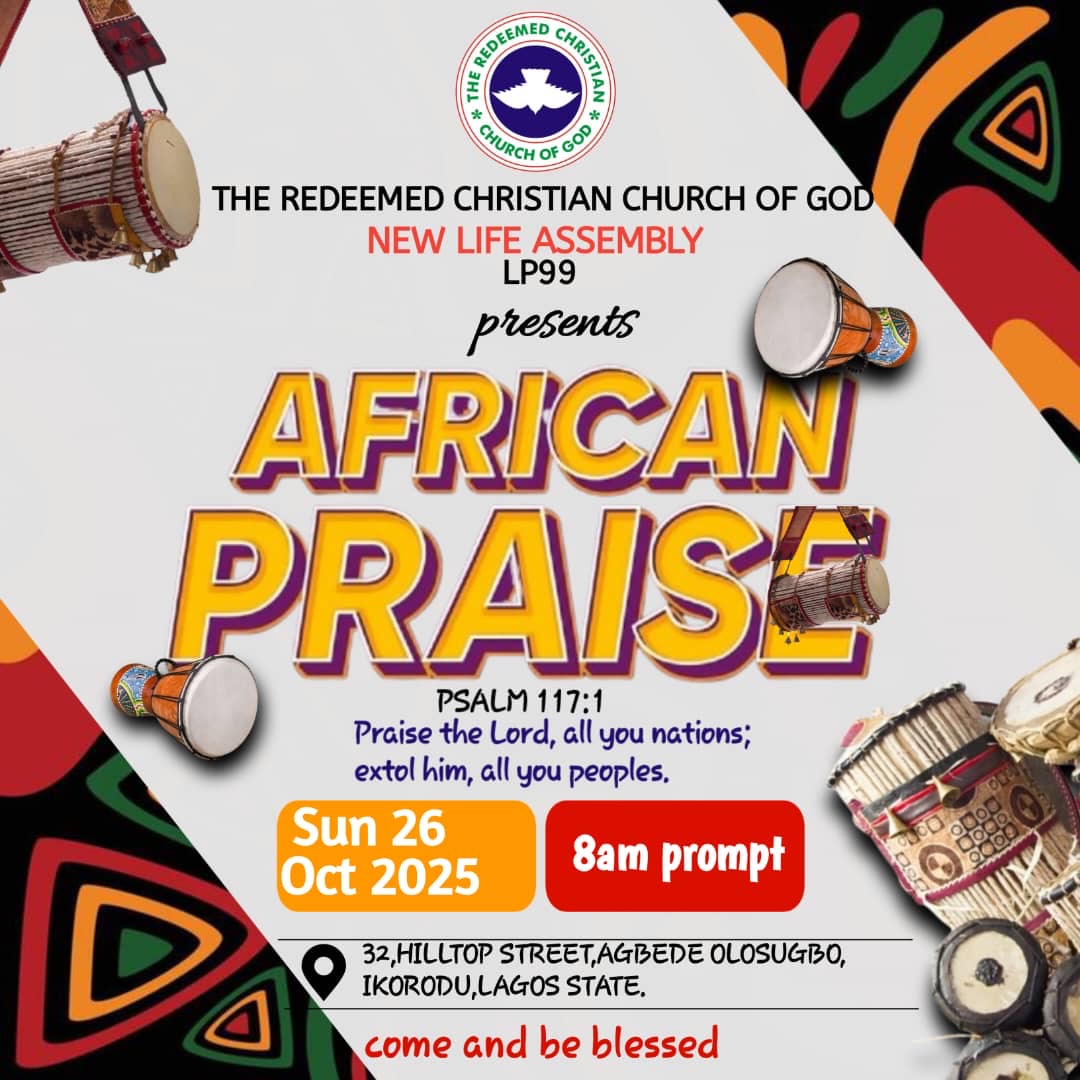 THE REDEEMED CHRISTIAN
CHURCH OF GOD
THE REDEEMED CHRISTIAN CHURCH OF GOD
NEW LIFE ASSEMBLY
LP99
presents
AFRICAN
PRAISE
PSALM 117:1
Praise the Lord, all you nations;
extol him, all you peoples.
Sun 26
Oct 2025
8am prompt
32,HILLTOP STREET,AGBEDE OLOSUGBO,
IKORODU,LAGOS STATE.
come and be blessed